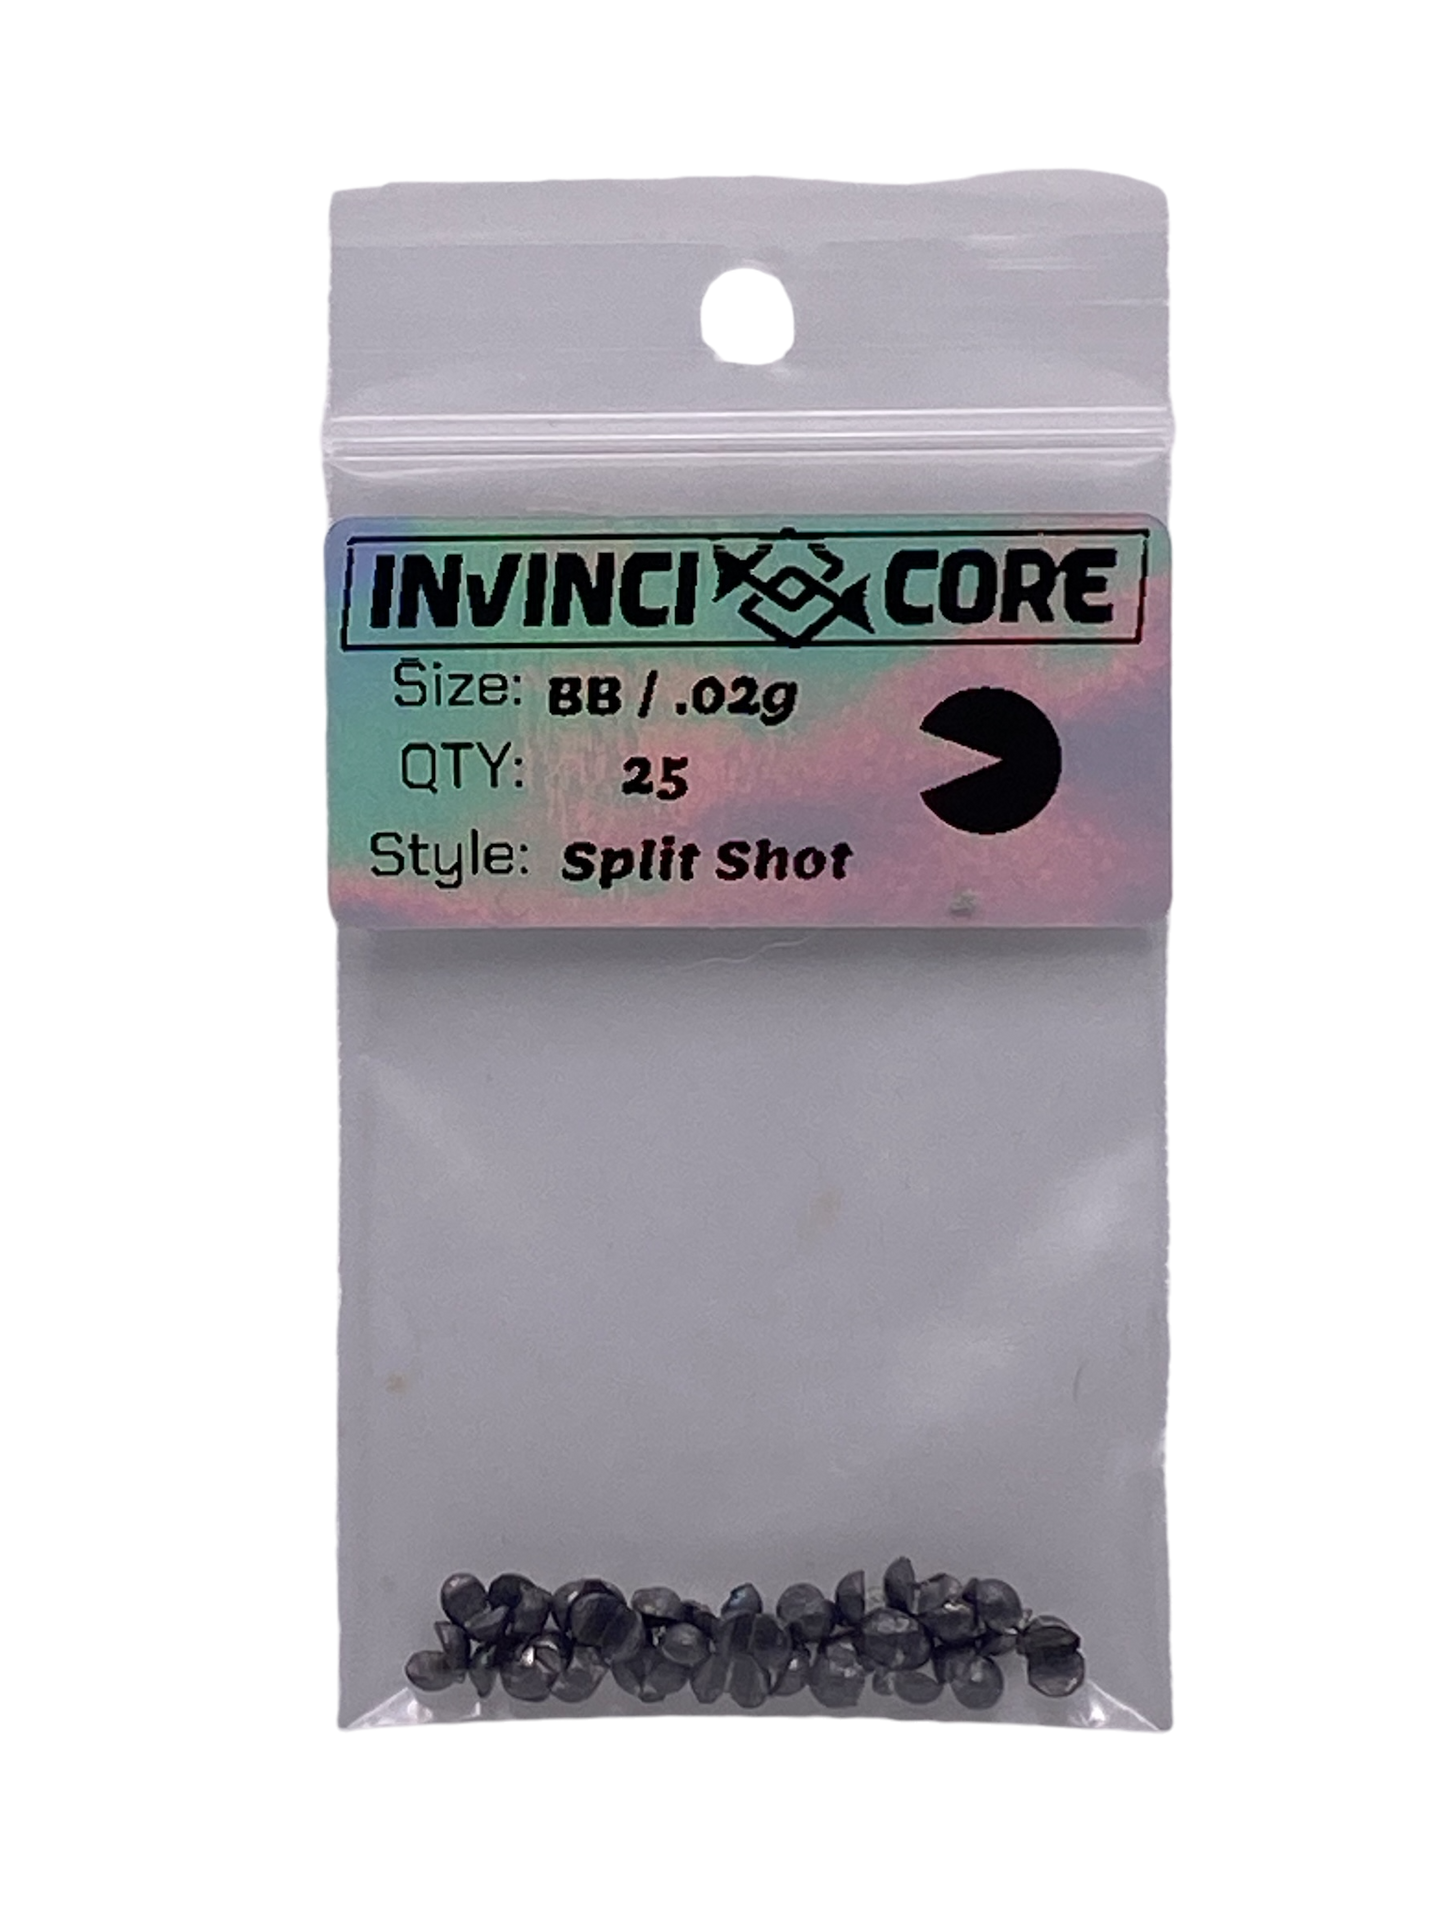 INVINCI CORE
Size: BB / .02g
QTY: 25
Style: Split Shot